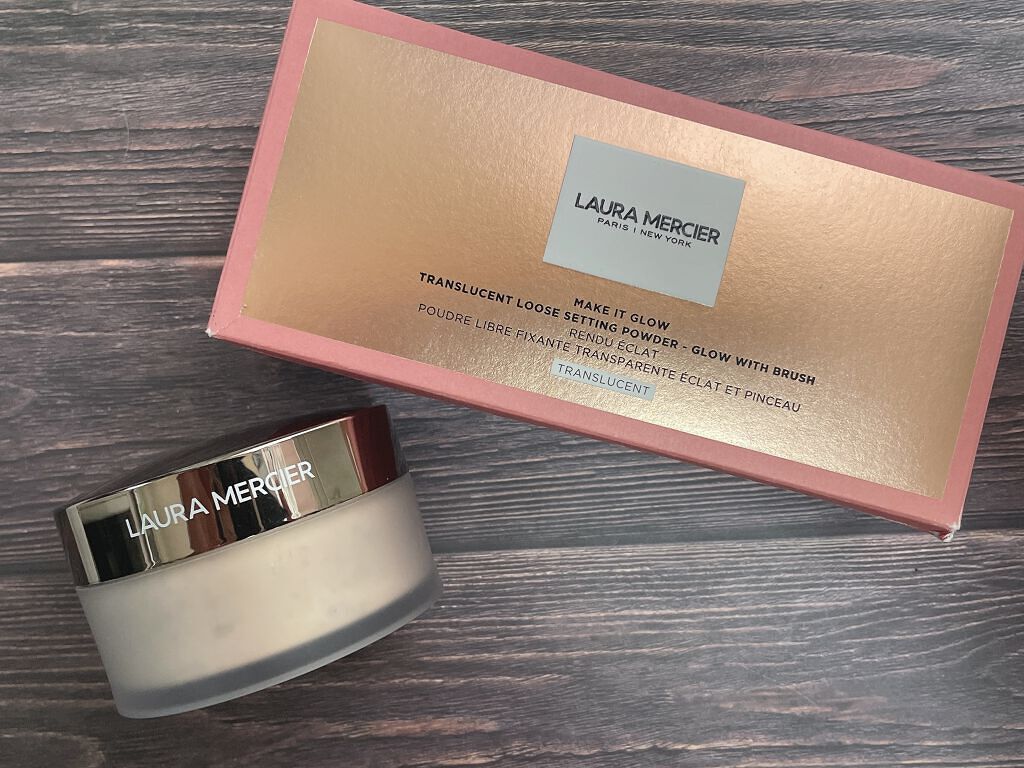 LAURA MERCIER
PARIS | NEW YORK
MAKE IT GLOW
TRANSLUCENT LOOSE SETTING POWDER - GLOW WITH BRUSH
RENDU ÉCLAT
POUDRE LIBRE FIXANTE TRANSPARENTE ÉCLAT ET PINCEAU
TRANSLUCENT
LAURA MERCIER